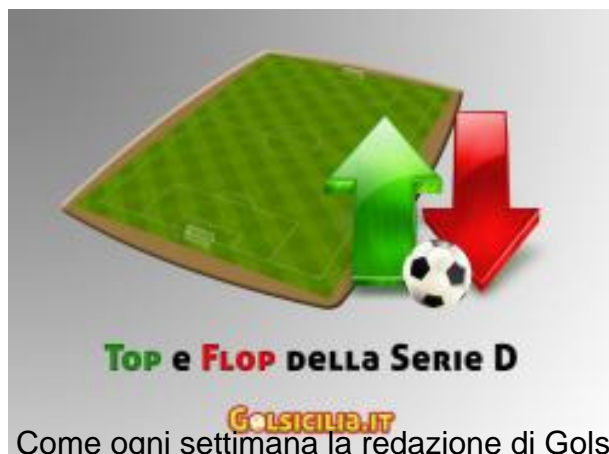 Top e Flop della Serie D
Golsicilia.it
Come ogni settimana la redazione di Gols